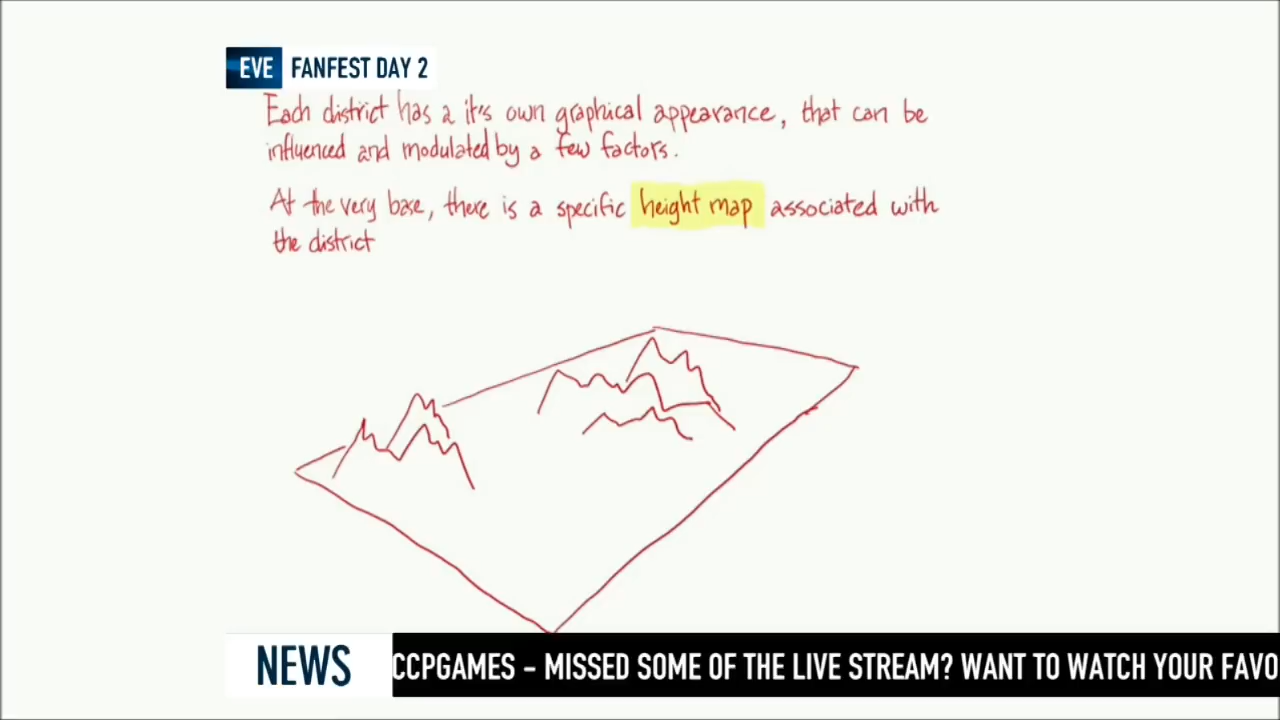 EVE FANFEST DAY 2
Each district has a it's own graphical appearance, that can be
influenced and modulated by a few factors.
At the very base, there is a specific height map associated with
the district
NEWS CCPGAMES – MISSED SOME OF THE LIVE STREAM? WANT TO WATCH YOUR FAVO